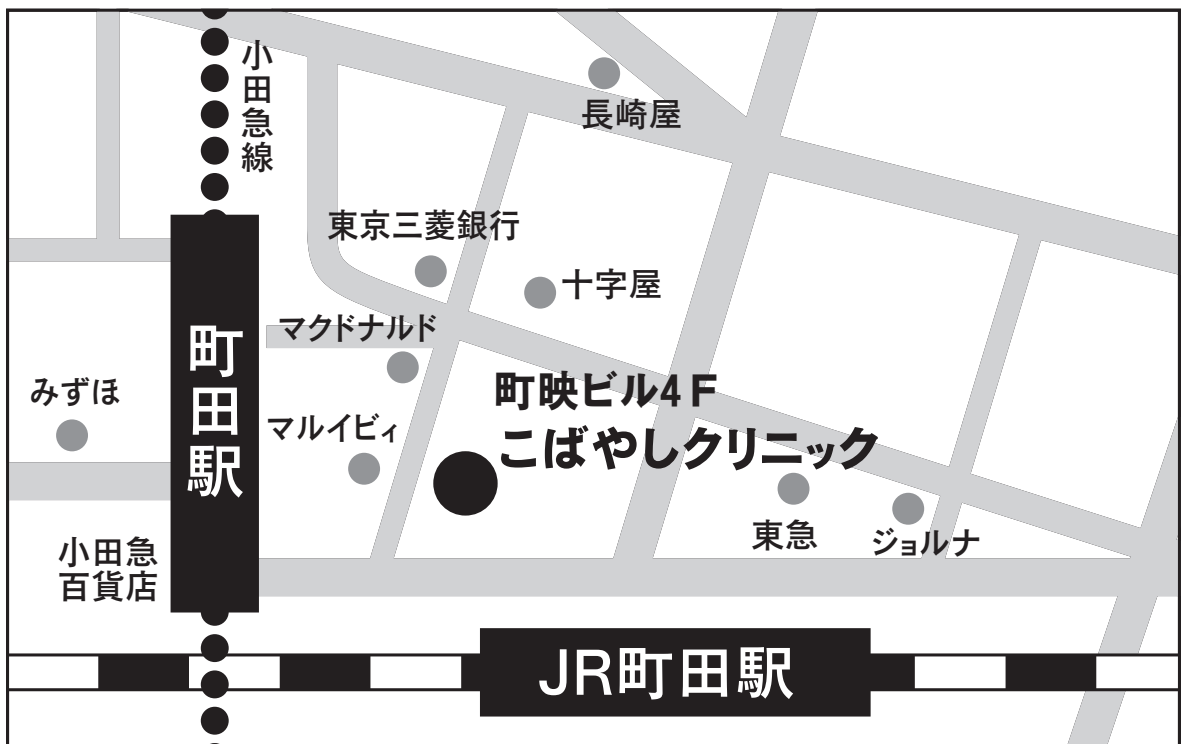 小田急線
長崎屋
東京三菱銀行
十字屋
マクドナルド
町田駅
みずほ
町映ビル4F
マルイビィ
こばやしクリニック
東急
ジョルナ
小田急
百貨店
JR町田駅